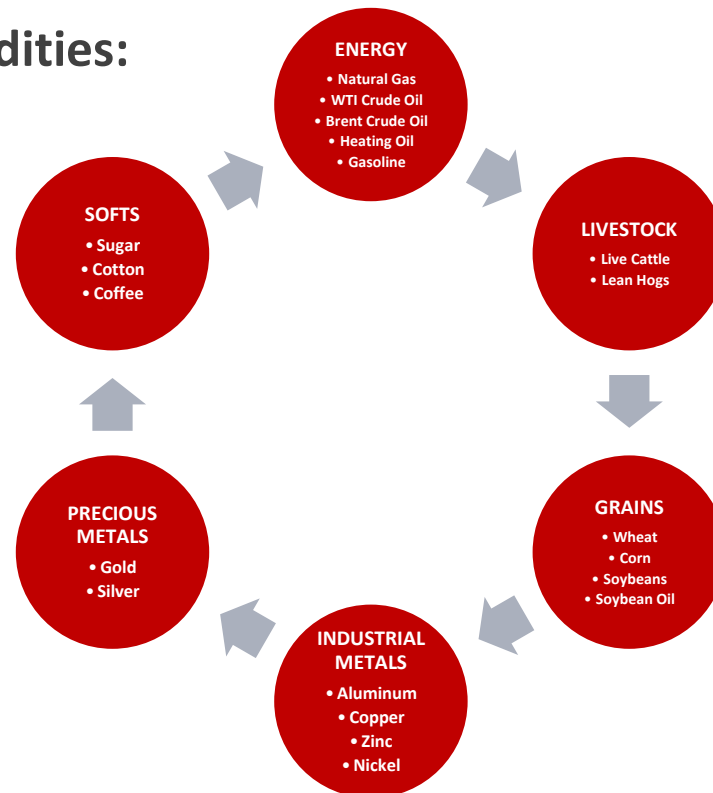 dities:
ENERGY
• Natural Gas
• WTI Crude Oil
• Brent Crude Oil
• Heating Oil
• Gasoline
LIVESTOCK
• Live Cattle
• Lean Hogs
GRAINS
• Wheat
• Corn
• Soybeans
• Soybean Oil
INDUSTRIAL
METALS
• Aluminum
• Copper
• Zinc
• Nickel
PRECIOUS
METALS
• Gold
• Silver
SOFTS
• Sugar
• Cotton
• Coffee